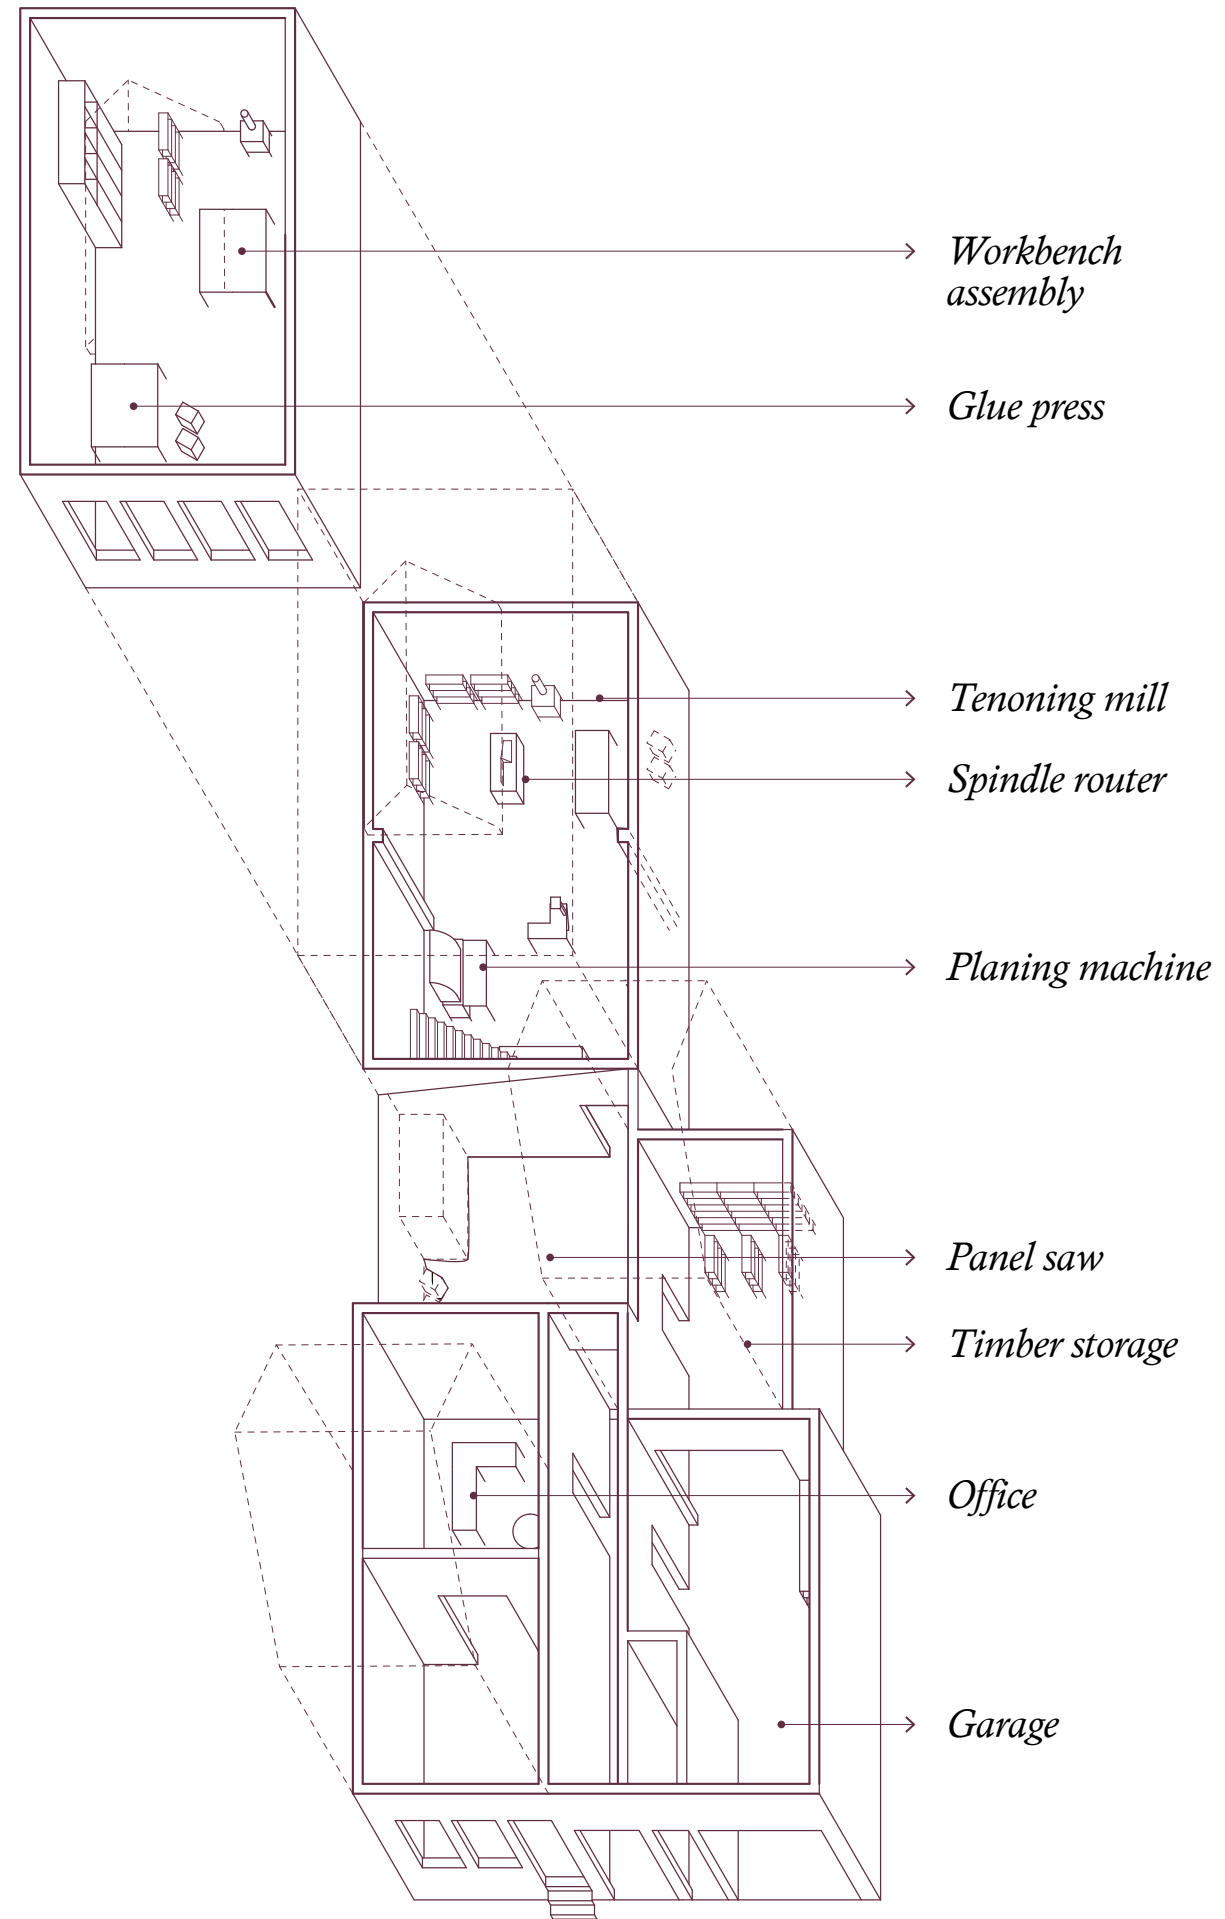 Workbench
assembly
Glue press
Tenoning mill
Spindle router
Planing machine
Panel saw
Timber storage
Office
Garage